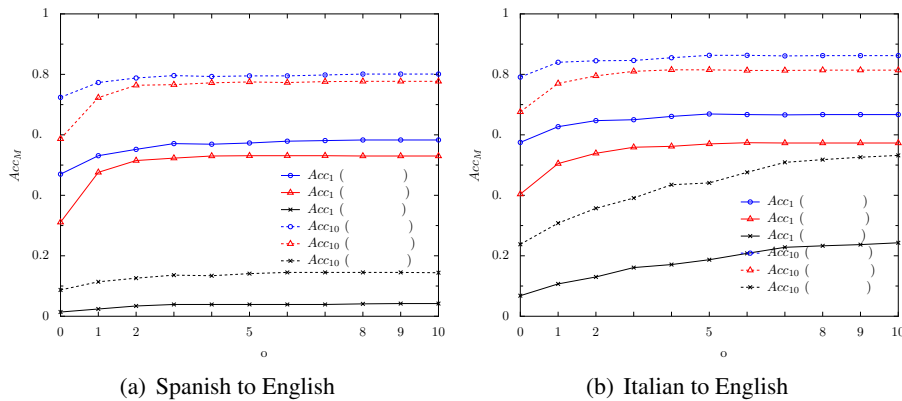 1
0.8
0.
0.
0.2
0
Acc_M
Acc_1 ( )
Acc_1 ( )
Acc_1 ( )
Acc_10 ( )
Acc_10 ( )
Acc_10 ( )
0 1 2 5 8 9 10
o
(a) Spanish to English
1
0.8
0.
0.
0.2
0
Acc_M
Acc_1 ( )
Acc_1 ( )
Acc_1 ( )
Acc_10 ( )
Acc_10 ( )
Acc_10 ( )
0 1 2 5 8 9 10
o
(b) Italian to English